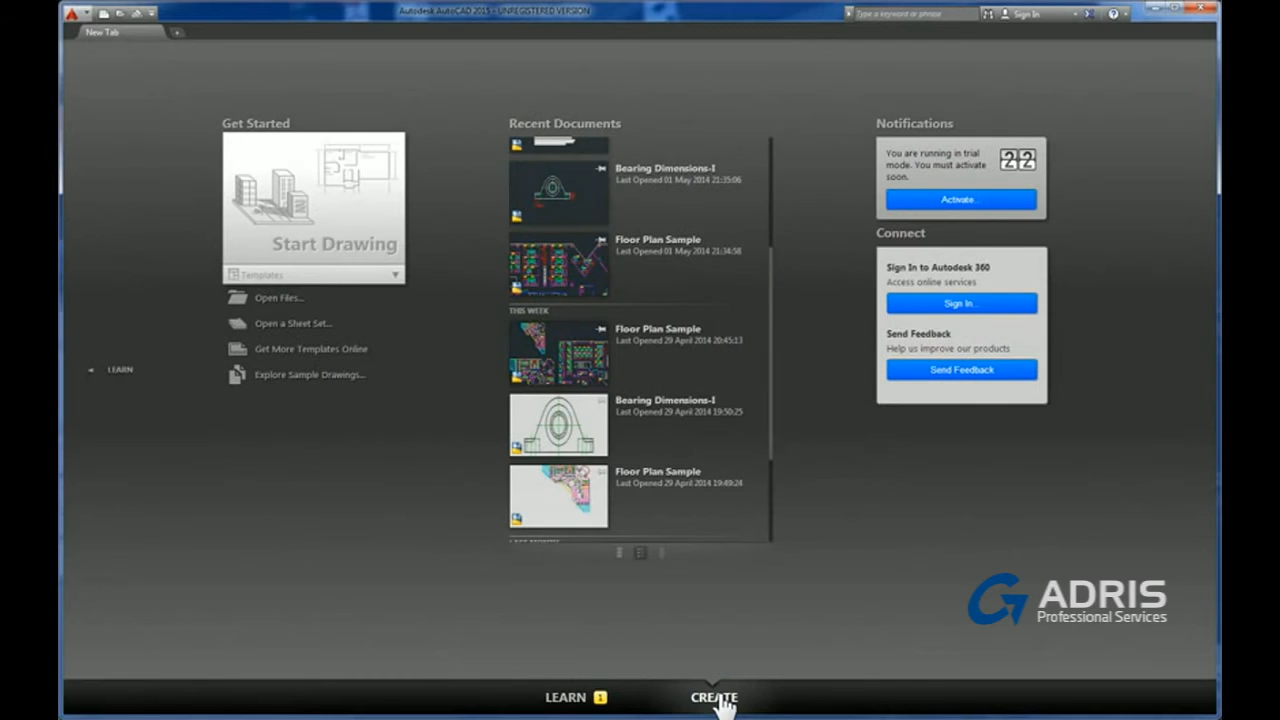 Autodesk AutoCAD 2015 - UNREGISTERED VERSION
Type a keyword or phrase
Sign In
New Tab
Get Started
Start Drawing
Templates
Open Files...
Open a Sheet Set...
Get More Templates Online
Explore Sample Drawings...
LEARN
Recent Documents
Bearing Dimensions-I
Last Opened 01 May 2014 21:35:06
Floor Plan Sample
Last Opened 01 May 2014 21:34:58
THIS WEEK
Floor Plan Sample
Last Opened 29 April 2014 20:45:13
Bearing Dimensions-I
Last Opened 29 April 2014 19:50:25
Floor Plan Sample
Last Opened 29 April 2014 19:49:24
Notifications
You are running in trial
mode. You must activate
soon.
22
Activate...
Connect
Sign In to Autodesk 360
Access online services
Sign In...
Send Feedback
Help us improve our products
Send Feedback
ADRIS
Professional Services
LEARN 1
CREATE